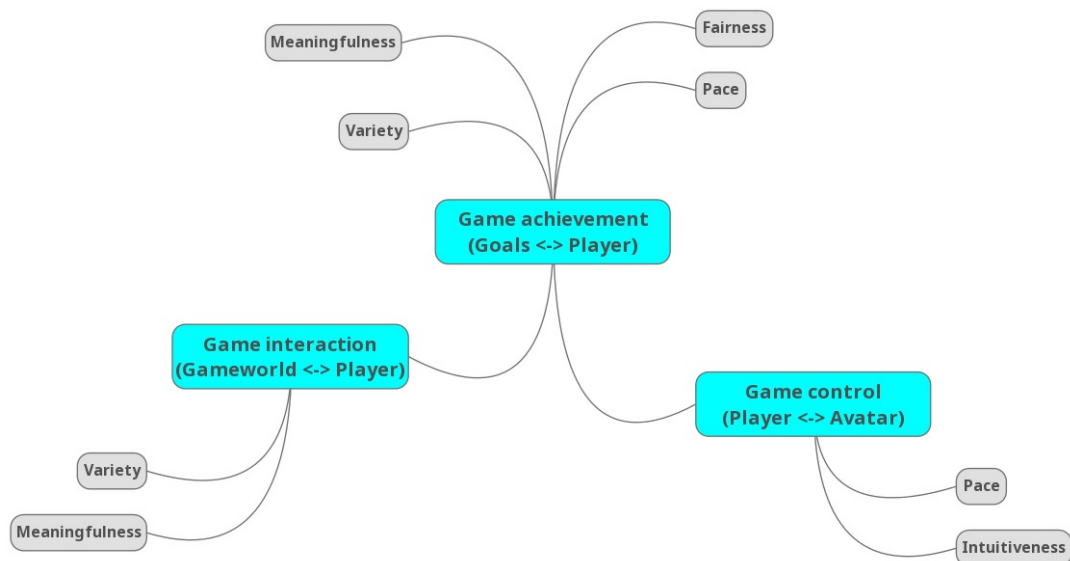 Meaningfulness
Fairness
Pace
Variety
Game achievement
(Goals <-> Player)
Game interaction
(Gameworld <-> Player)
Game control
(Player <-> Avatar)
Variety
Meaningfulness
Pace
Intuitiveness